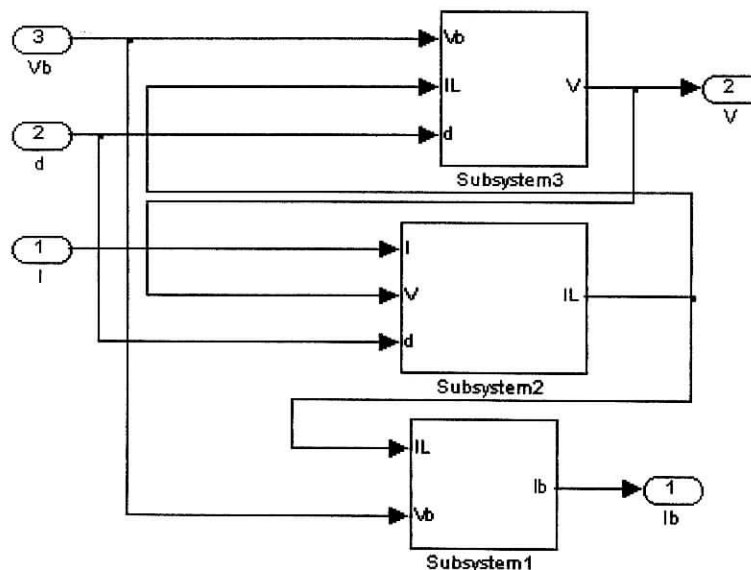 3
Vb
Vb
IL
V
2
V
2
d
d
Subsystem3
1
I
I
V
IL
d
Subsystem2
IL
Ib
1
Ib
Vb
Subsystem1